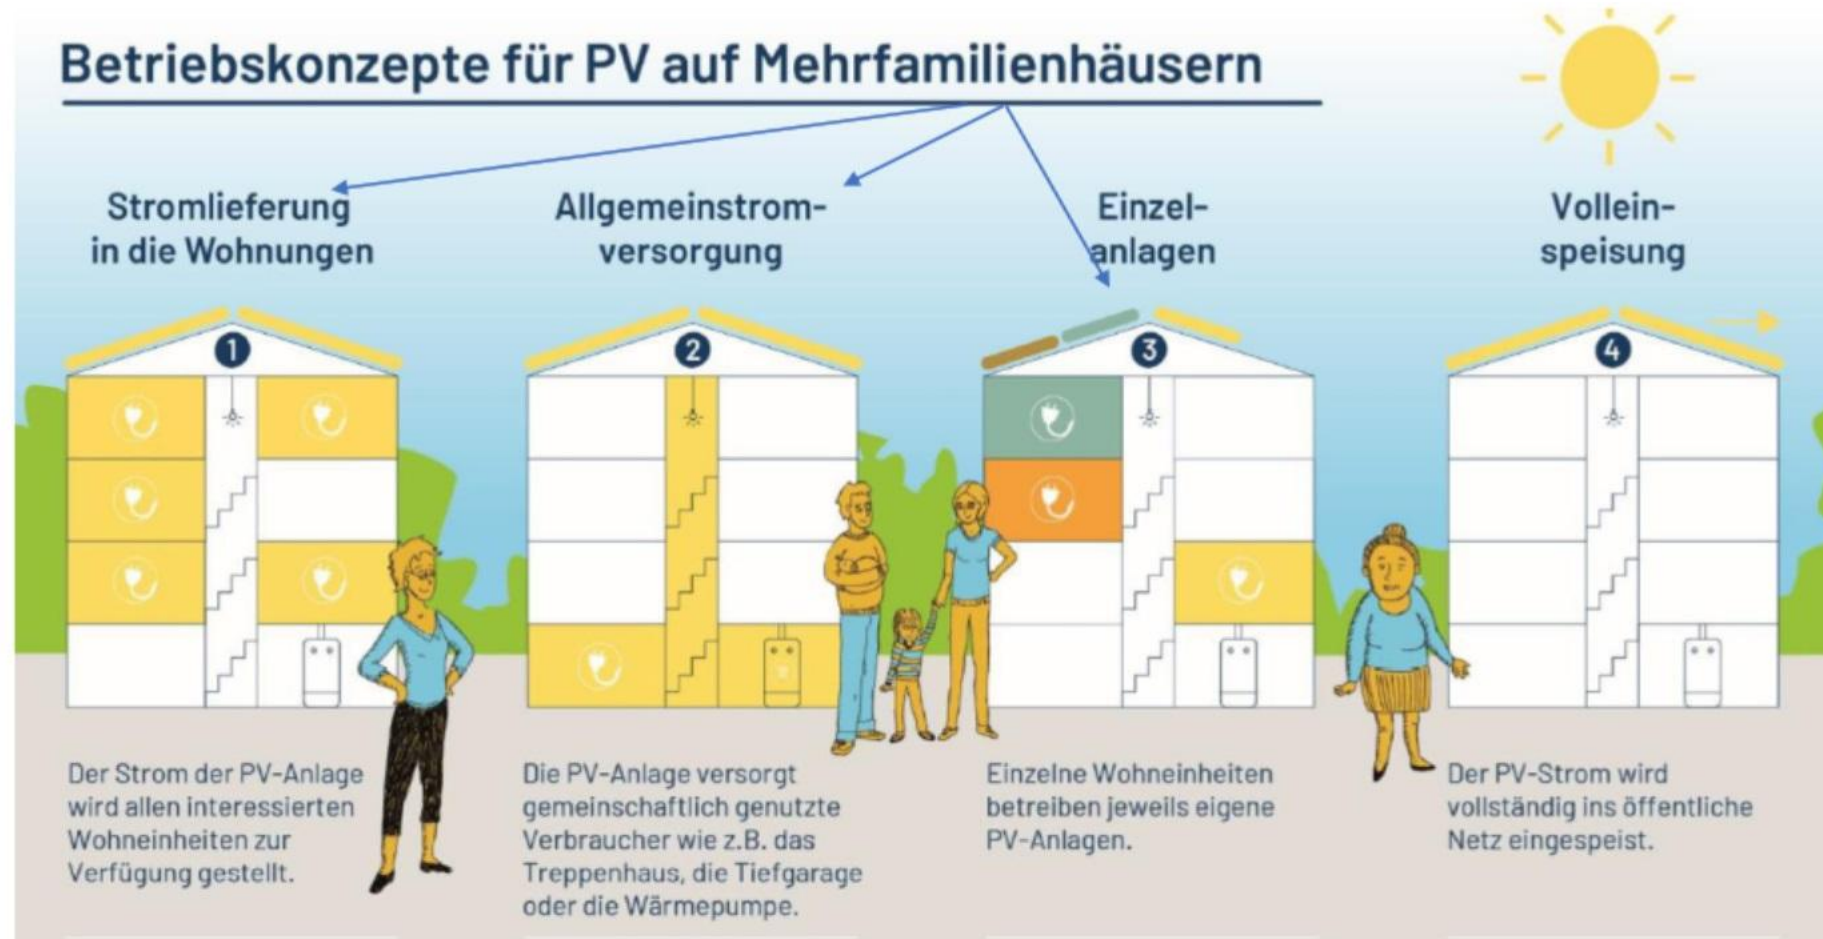 Betriebskonzepte für PV auf Mehrfamilienhäusern
Stromlieferung
in die Wohnungen
1
Der Strom der PV-Anlage
wird allen interessierten
Wohneinheiten zur
Verfügung gestellt.
Allgemeinstrom-
versorgung
2
Die PV-Anlage versorgt
gemeinschaftlich genutzte
Verbraucher wie z.B. das
Treppenhaus, die Tiefgarage
oder die Wärmepumpe.
Einzel-
anlagen
3
Einzelne Wohneinheiten
betreiben jeweils eigene
PV-Anlagen.
Vollein-
speisung
4
Der PV-Strom wird
vollständig ins öffentliche
Netz eingespeist.